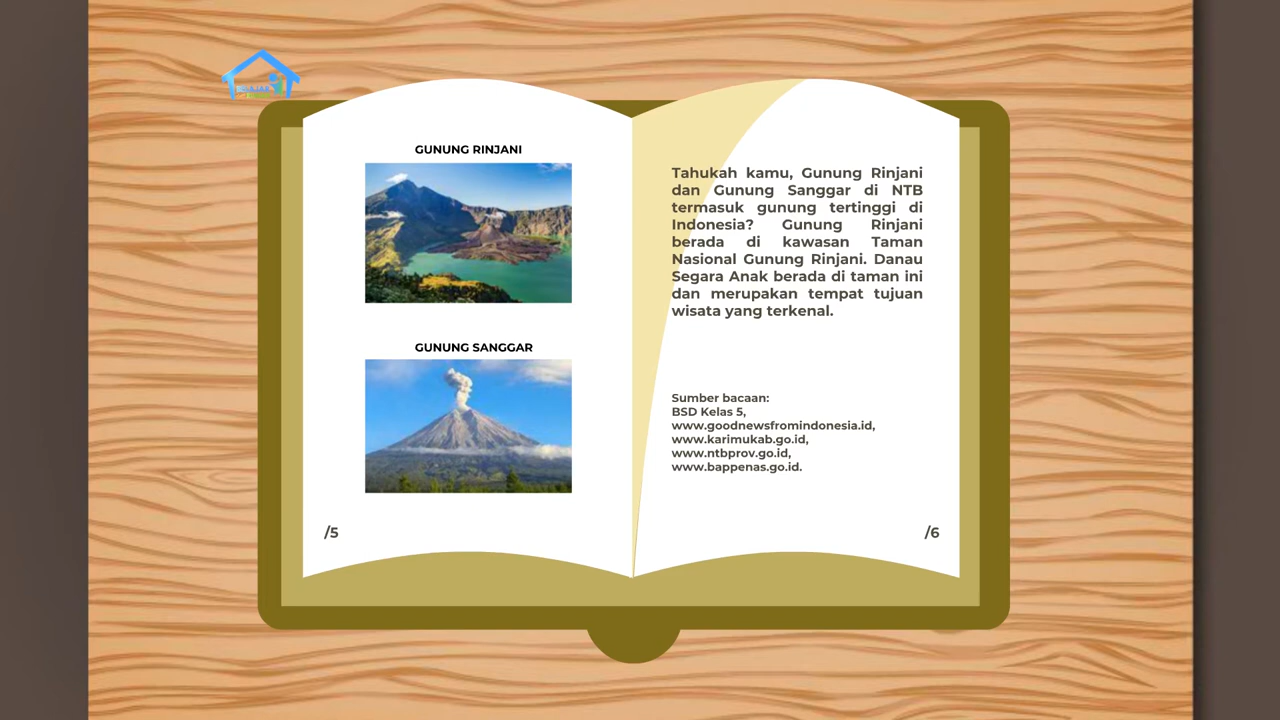 GUNUNG RINJANI
GUNUNG SANGGAR
/5
Tahukah kamu, Gunung Rinjani
dan Gunung Sanggar di NTB
termasuk gunung tertinggi di
Indonesia? Gunung Rinjani
berada di kawasan Taman
Nasional Gunung Rinjani. Danau
Segara Anak berada di taman ini
dan merupakan tempat tujuan
wisata yang terkenal.
Sumber bacaan:
BSD Kelas 5,
www.goodnewsfromindonesia.id,
www.karimukab.go.id,
www.ntbprov.go.id,
www.bappenas.go.id.
/6